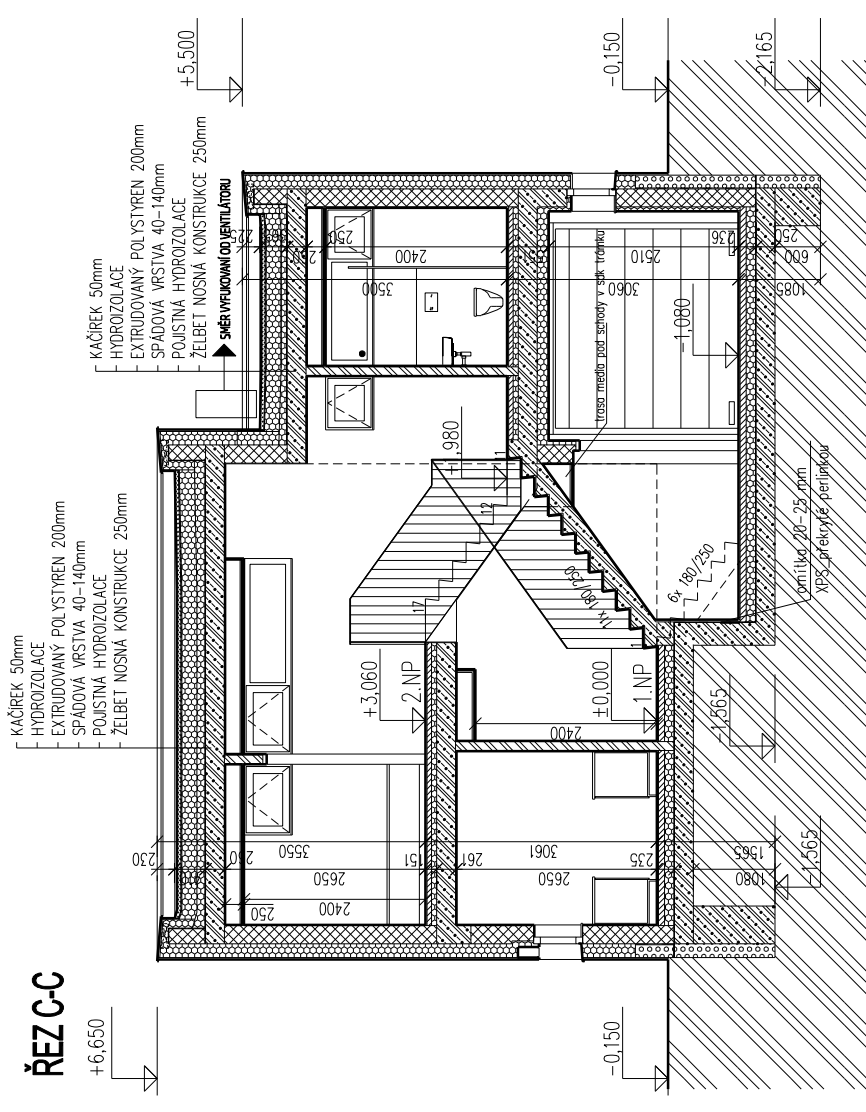 ŘEZ C-C
KAČÍREK 50mm
HYDROIZOLACE
EXTRUDOVANÝ POLYSTYREN 200mm
SPÁDOVÁ VRSTVA 40-140mm
POJISTNÁ HYDROIZOLACE
ŽELBET NOSNÁ KONSTRUKCE 250mm
KAČÍREK 50mm
HYDROIZOLACE
EXTRUDOVANÝ POLYSTYREN 200mm
SPÁDOVÁ VRSTVA 40-140mm
POJISTNÁ HYDROIZOLACE
ŽELBET NOSNÁ KONSTRUKCE 250mm
SMĚR VYFUKOVÁNÍ OD VENTILÁTORU
+6,650
+5,500
230
225
250
3550
2650
250
2400
151
261
3061
2650
235
1565
1080
250
2400
3500
+3,060
2.NP
17
12
11
±0,000
1.NP
2400
1
11x 180/250
6x 180/250
trasa media pod schody v sdk trámku
2510
3060
236
-1,080
250
600
1085
-0,150
-0,150
-1,565
-1,565
-2,165
omítka 20-25 mm
XPS překryté perlinkou